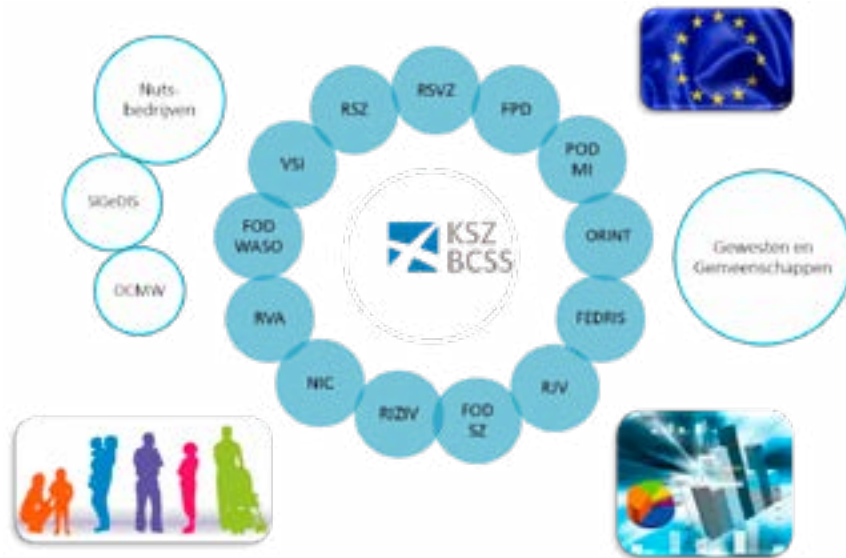 Nuts-
bedrijven
SIGeDIS
OCMW
RSVZ
FPD
POD
MI
ORINT
FEDRIS
RJV
FOD
SZ
RIZIV
NIC
RVA
FOD
WASO
VSI
RSZ
KSZ
BCSS
Gewesten en
Gemeenschappen